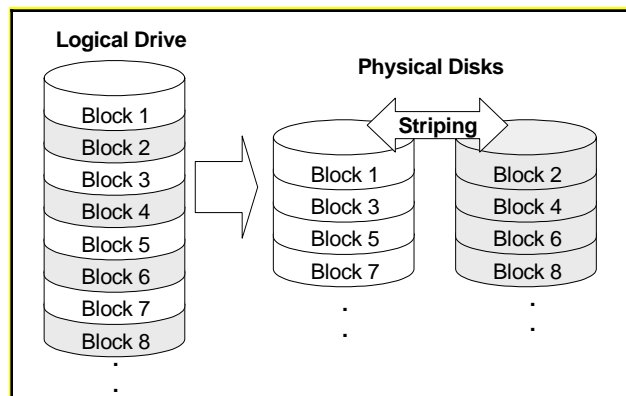 Logical Drive
Physical Disks
Striping
Block 1
Block 2
Block 3
Block 4
Block 5
Block 6
Block 7
Block 8
.
.
Block 1
Block 3
Block 5
Block 7
.
.
Block 2
Block 4
Block 6
Block 8
.
.